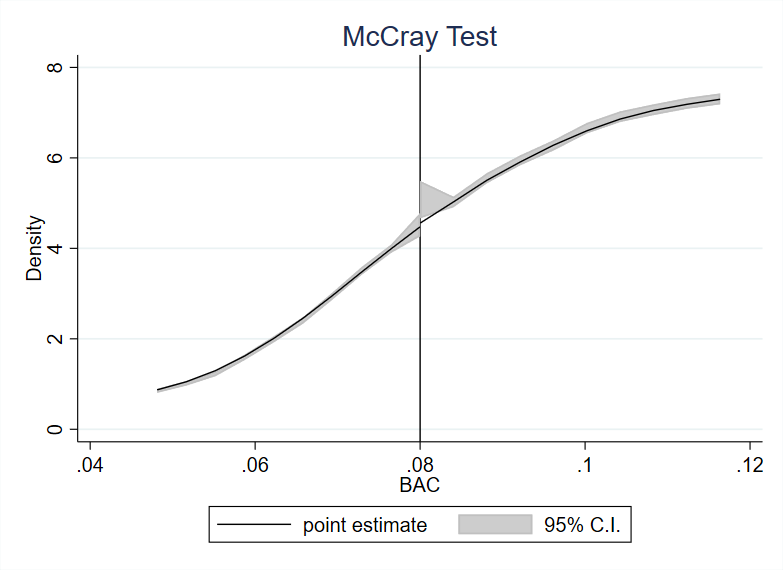 McCray Test
Density
8
6
4
2
0
.04 .06 .08 .1 .12
BAC
point estimate 95% C.I.